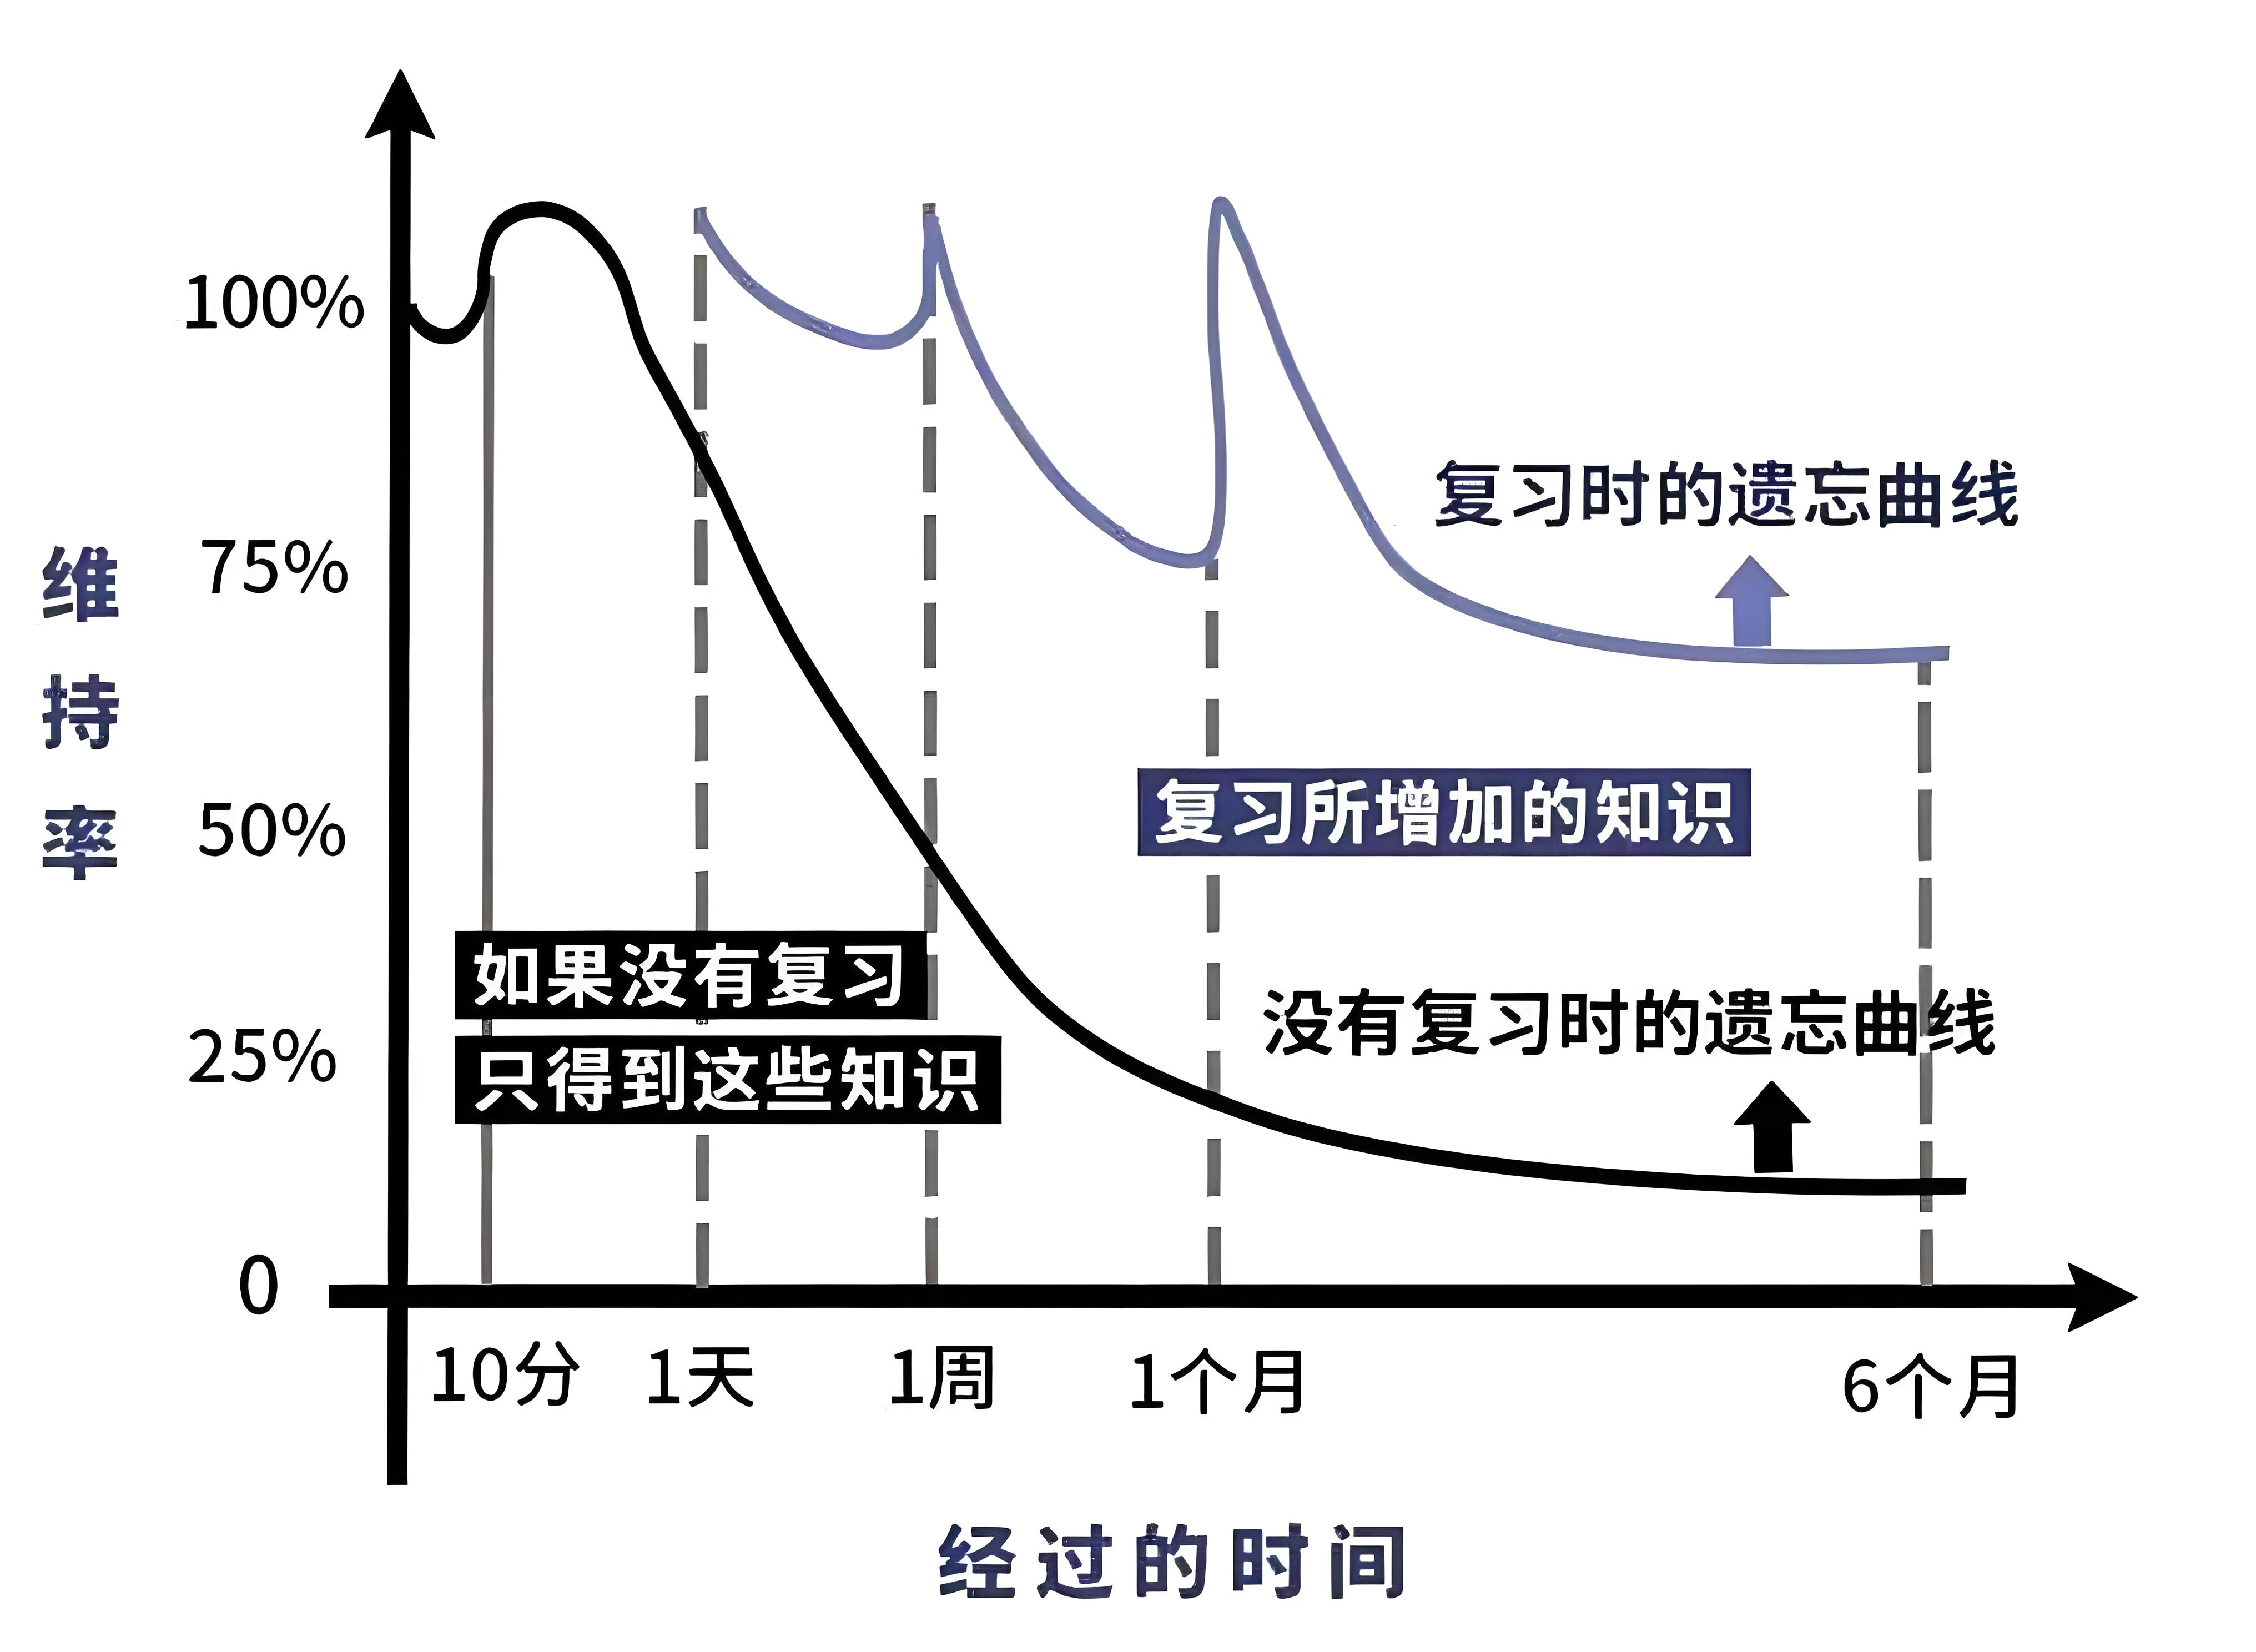 100%
75%
50%
25%
0
维持率
复习时的遗忘曲线
复习所增加的知识
如果没有复习
只得到这些知识
没有复习时的遗忘曲线
10分 1天 1周 1个月 6个月
经过的时间